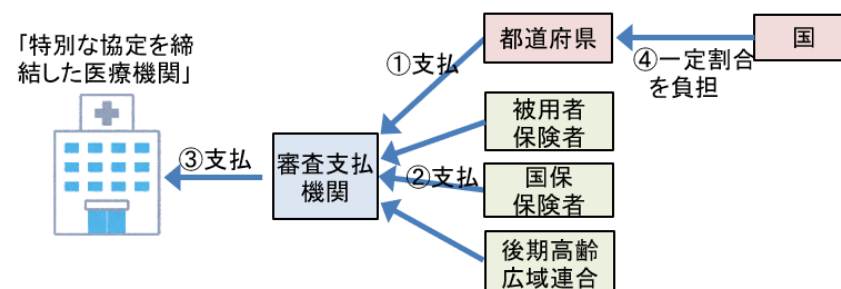 「特別な協定を締
結した医療機関」
③支払
審査支払
機関
①支払
②支払
都道府県
被用者
保険者
国保
保険者
後期高齢
広域連合
④一定割合
を負担
国